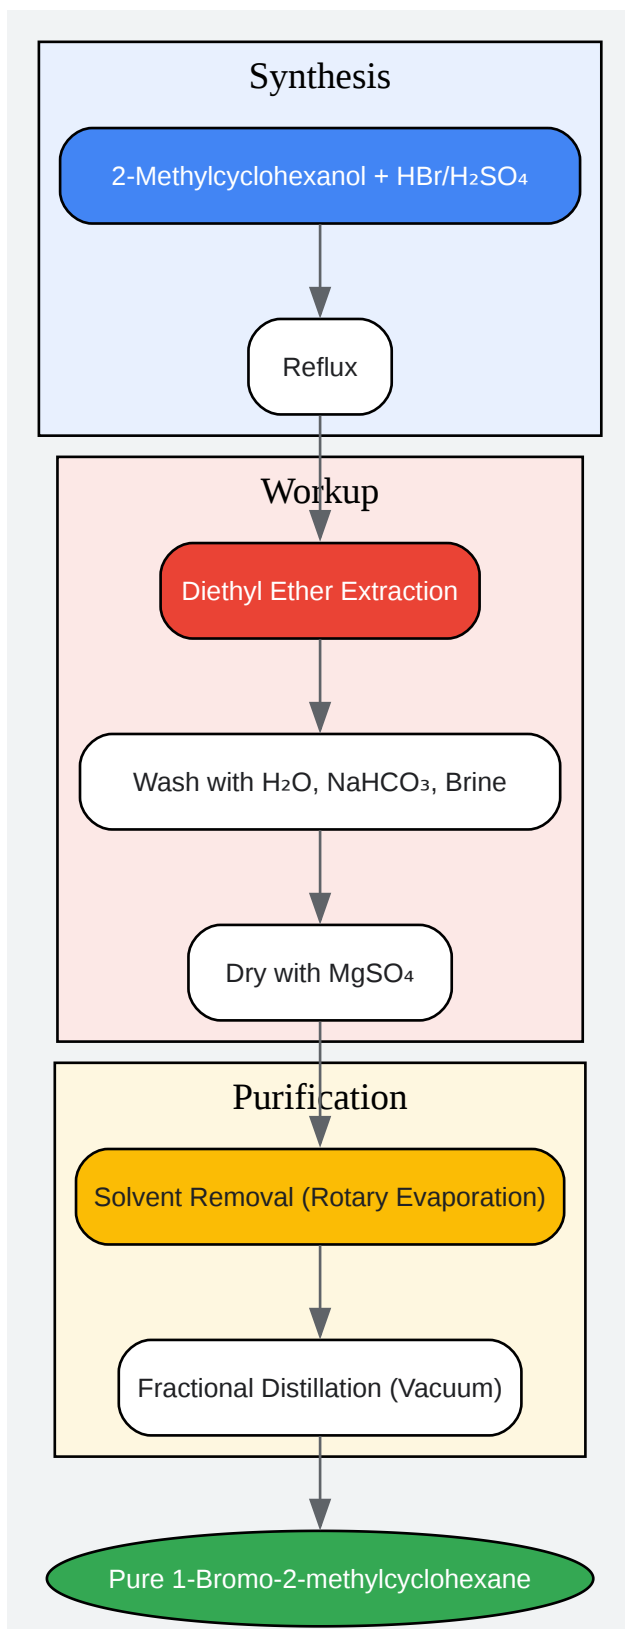 Synthesis
2-Methylcyclohexanol + HBr/H₂SO₄
Reflux
Workup
Diethyl Ether Extraction
Wash with H₂O, NaHCO₃, Brine
Dry with MgSO₄
Purification
Solvent Removal (Rotary Evaporation)
Fractional Distillation (Vacuum)
Pure 1-Bromo-2-methylcyclohexane